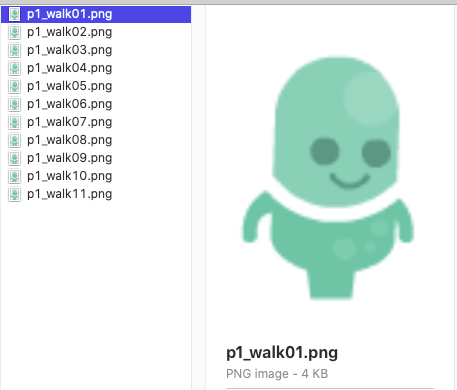 p1_walk01.png
p1_walk02.png
p1_walk03.png
p1_walk04.png
p1_walk05.png
p1_walk06.png
p1_walk07.png
p1_walk08.png
p1_walk09.png
p1_walk10.png
p1_walk11.png
p1_walk01.png
PNG image - 4 KB